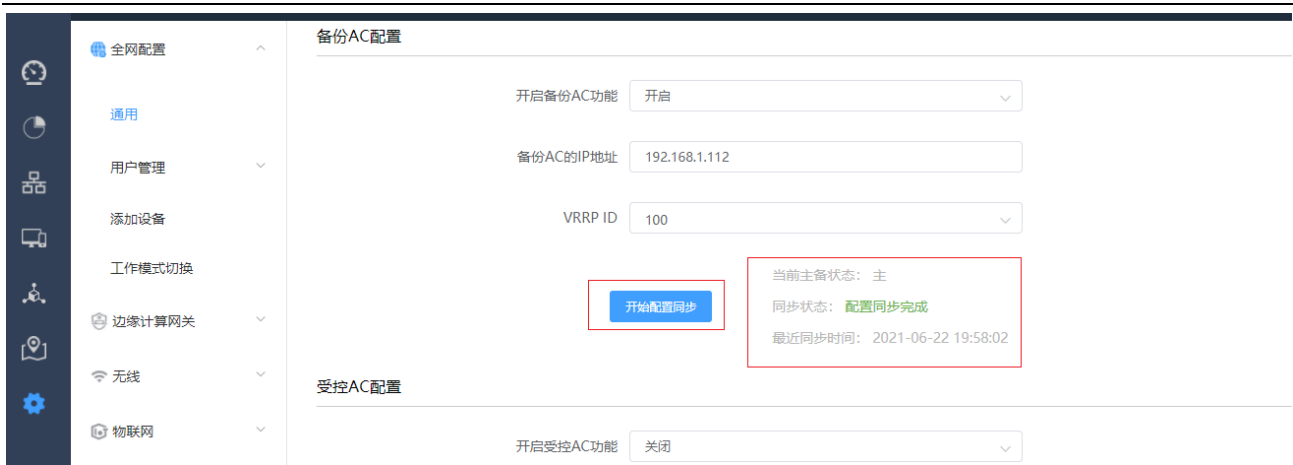 全网配置
通用
用户管理
添加设备
工作模式切换
边缘计算网关
无线
物联网
备份AC配置
开启备份AC功能 开启
备份AC的IP地址 192.168.1.112
VRRP ID 100
开始配置同步
当前主备状态： 主
同步状态： 配置同步完成
最近同步时间： 2021-06-22 19:58:02
受控AC配置
开启受控AC功能 关闭